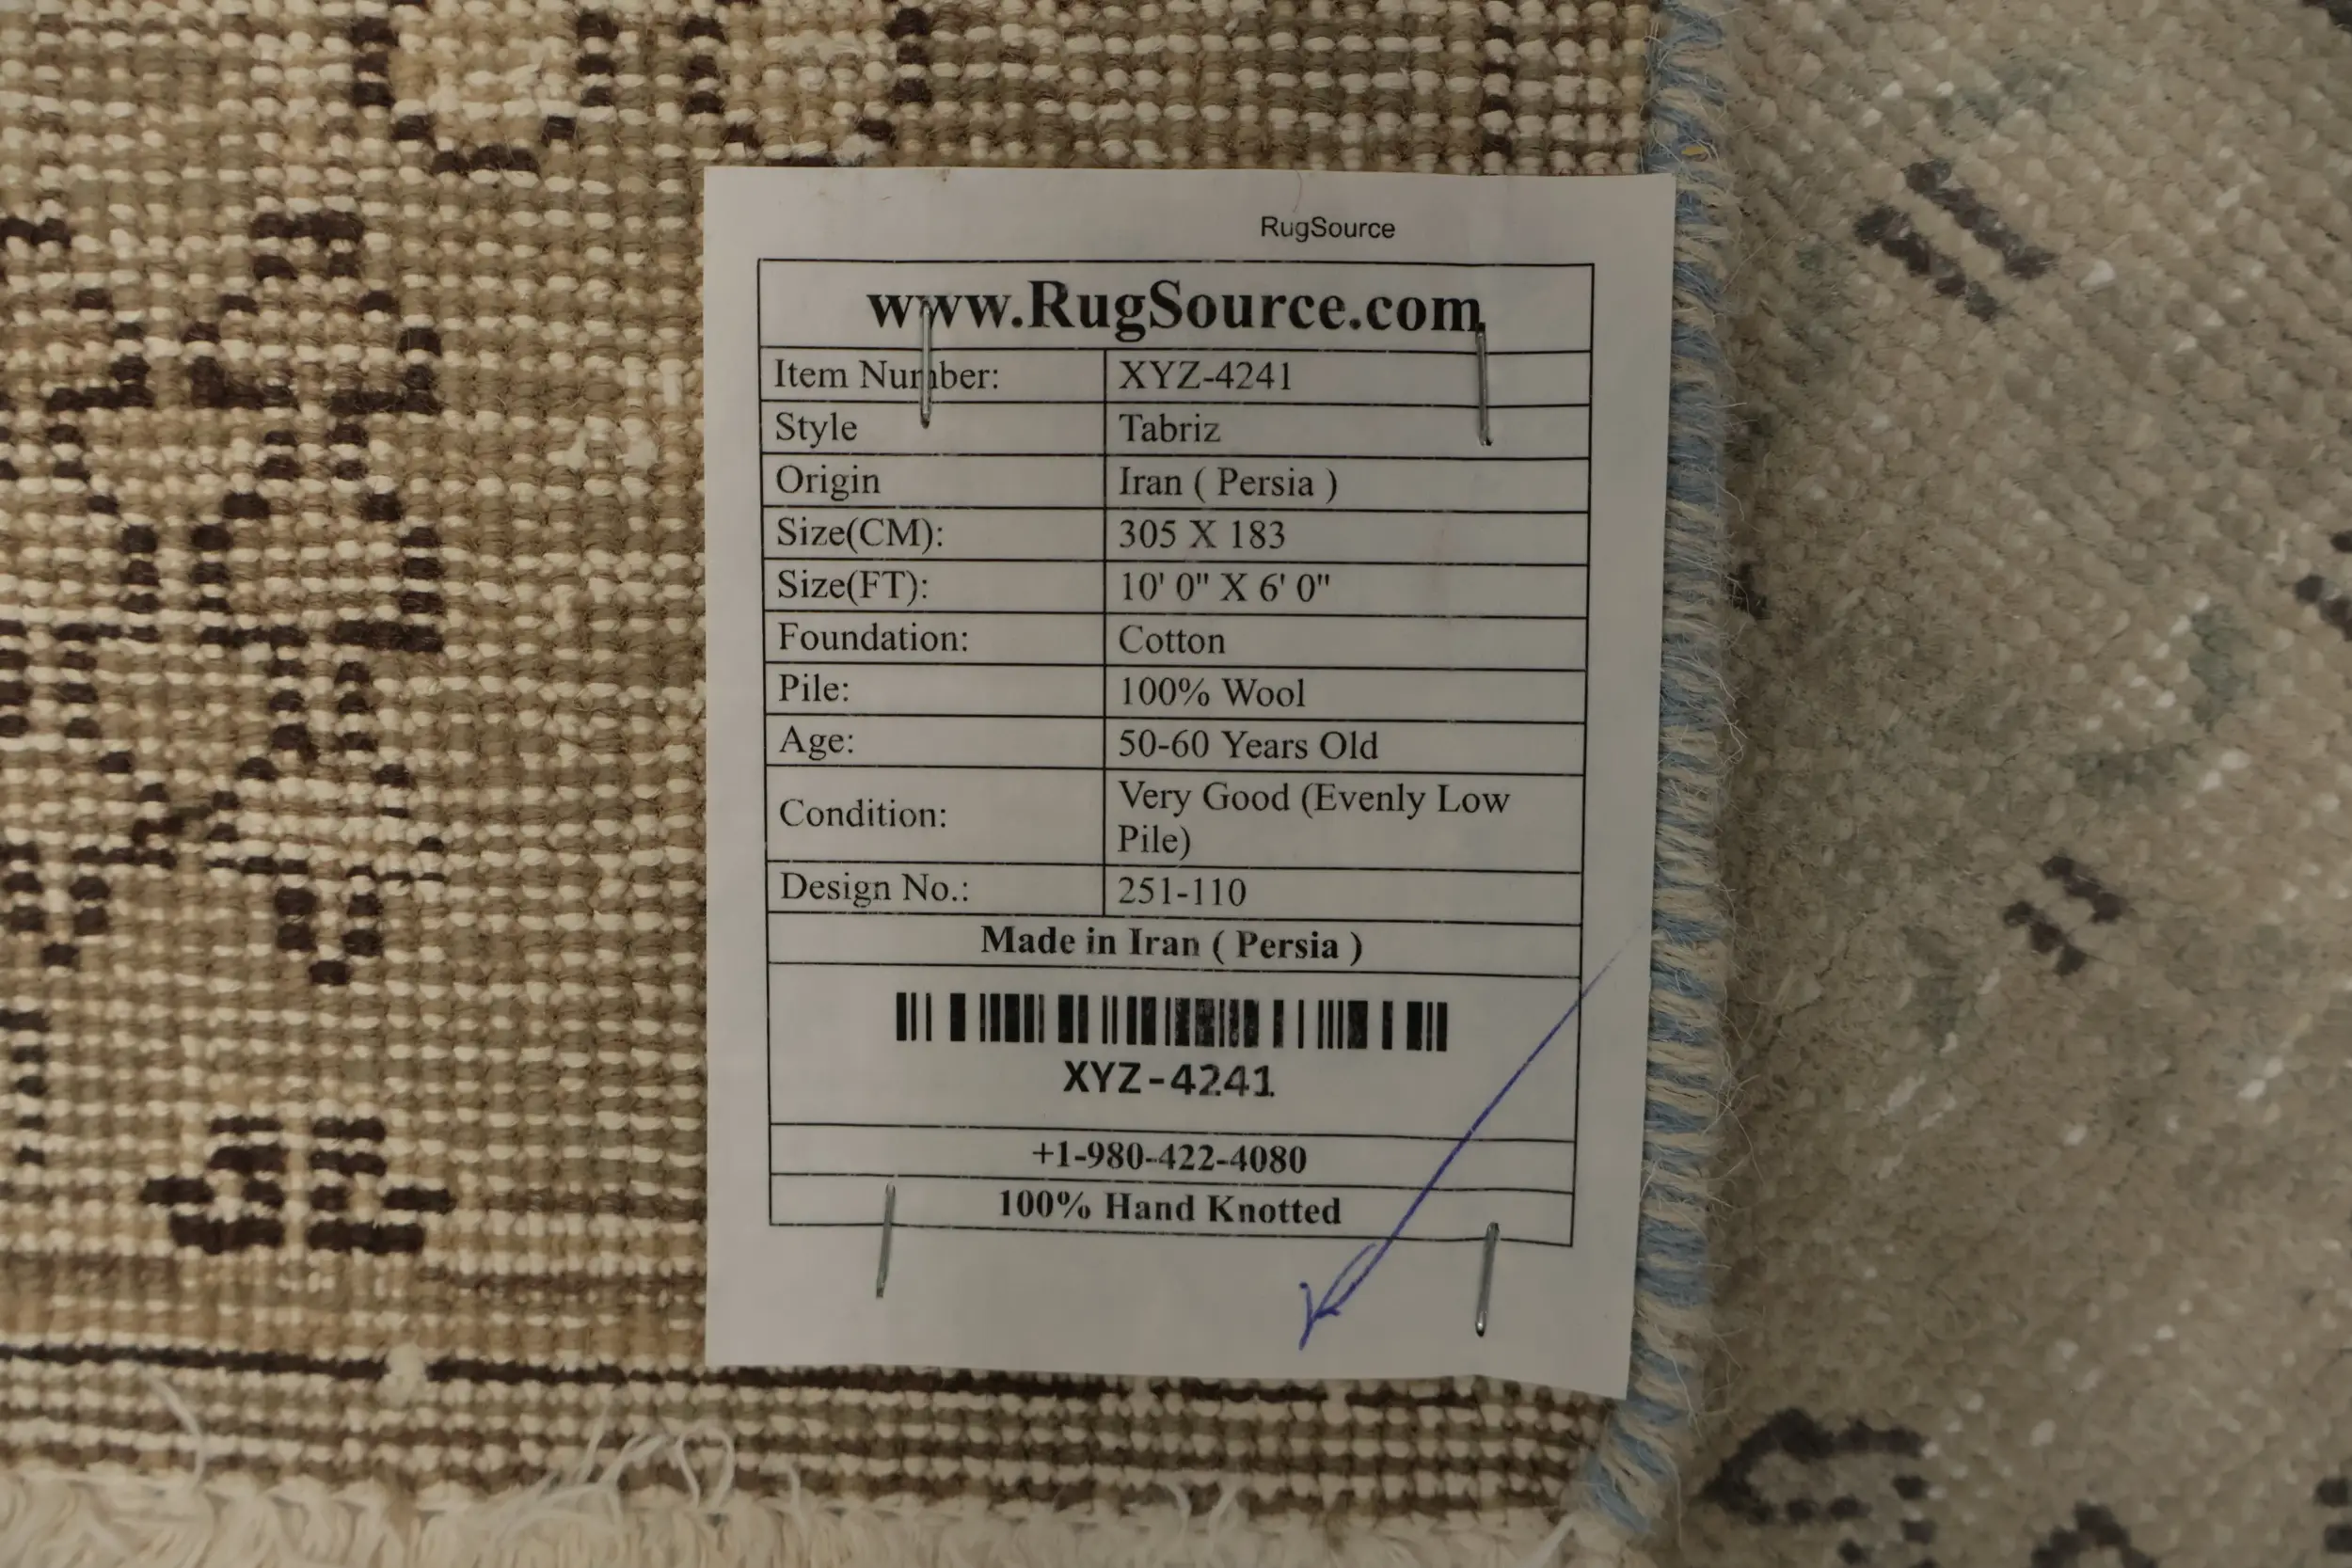 RugSource
www.RugSource.com
Item Number: XYZ-4241
Style Tabriz
Origin Iran ( Persia )
Size(CM): 305 X 183
Size(FT): 10' 0" X 6' 0"
Foundation: Cotton
Pile: 100% Wool
Age: 50-60 Years Old
Condition: Very Good (Evenly Low
Pile)
Design No.: 251-110
Made in Iran ( Persia )
XYZ-4241
+1-980-422-4080
100% Hand Knotted